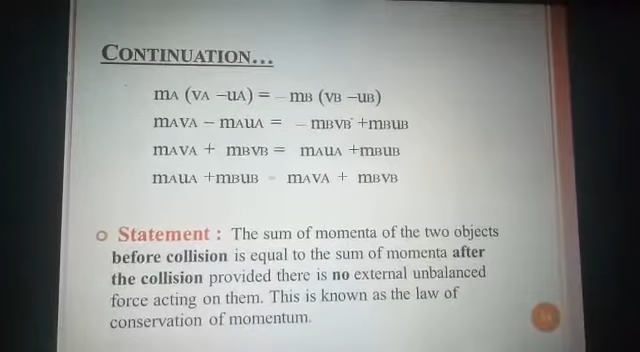 CONTINUATION...
mA (vA –uA) = – mB (vB –uB)
mAvA – mAuA = – mBvB +mBuB
mAvA + mBvB = mAuA +mBuB
mAuA +mBuB = mAvA + mBvB
Statement : The sum of momenta of the two objects
before collision is equal to the sum of momenta after
the collision provided there is no external unbalanced
force acting on them. This is known as the law of
conservation of momentum.